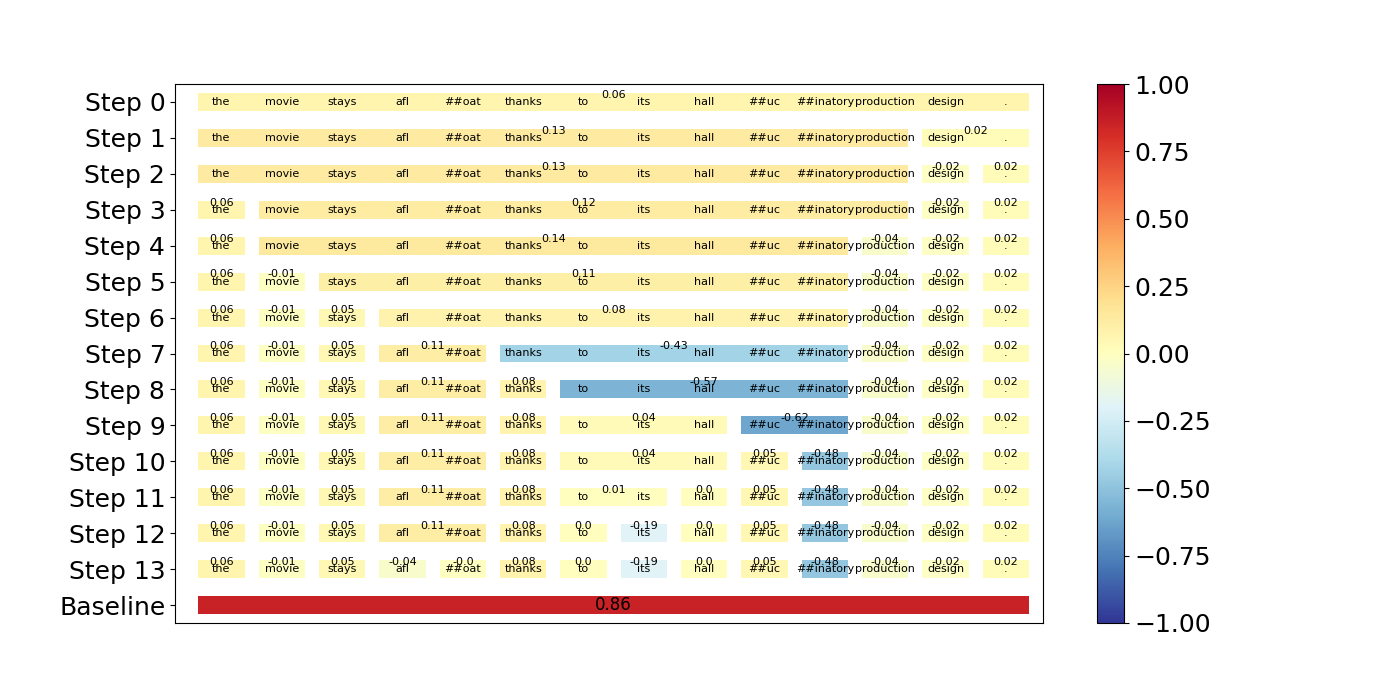 Step 0 the movie stays afl ##oat thanks to its hall ##uc ##inatory production design .
0.06
Step 1 the movie stays afl ##oat thanks to its hall ##uc ##inatory production design .
0.13 0.02
Step 2 the movie stays afl ##oat thanks to its hall ##uc ##inatory production design .
0.13 -0.02 0.02
Step 3 the movie stays afl ##oat thanks to its hall ##uc ##inatory production design .
0.06 0.12 -0.02 0.02
Step 4 the movie stays afl ##oat thanks to its hall ##uc ##inatory production design .
0.06 0.14 -0.04 -0.02 0.02
Step 5 the movie stays afl ##oat thanks to its hall ##uc ##inatory production design .
0.06 -0.01 0.11 -0.04 -0.02 0.02
Step 6 the movie stays afl ##oat thanks to its hall ##uc ##inatory production design .
0.06 -0.01 0.05 0.08 -0.04 -0.02 0.02
Step 7 the movie stays afl ##oat thanks to its hall ##uc ##inatory production design .
0.06 -0.01 0.05 0.11 -0.43 -0.04 -0.02 0.02
Step 8 the movie stays afl ##oat thanks to its hall ##uc ##inatory production design .
0.06 -0.01 0.05 0.11 0.08 -0.57 -0.04 -0.02 0.02
Step 9 the movie stays afl ##oat thanks to its hall ##uc ##inatory production design .
0.06 -0.01 0.05 0.11 0.08 0.04 -0.62 -0.04 -0.02 0.02
Step 10 the movie stays afl ##oat thanks to its hall ##uc ##inatory production design .
0.06 -0.01 0.05 0.11 0.08 0.04 0.05 -0.48 -0.04 -0.02 0.02
Step 11 the movie stays afl ##oat thanks to its hall ##uc ##inatory production design .
0.06 -0.01 0.05 0.11 0.08 0.01 0.0 0.05 -0.48 -0.04 -0.02 0.02
Step 12 the movie stays afl ##oat thanks to its hall ##uc ##inatory production design .
0.06 -0.01 0.05 0.11 0.08 0.0 -0.19 0.0 0.05 -0.48 -0.04 -0.02 0.02
Step 13 the movie stays afl ##oat thanks to its hall ##uc ##inatory production design .
0.06 -0.01 0.05 -0.04 -0.0 0.08 0.0 -0.19 0.0 0.05 -0.48 -0.04 -0.02 0.02
Baseline 0.86
1.00
0.75
0.50
0.25
0.00
−0.25
−0.50
−0.75
−1.00